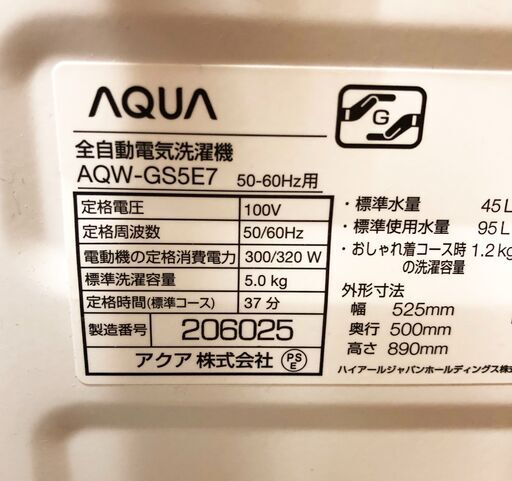 AQUA
G
全自動電気洗濯機
AQW-GS5E7 50-60Hz用
定格電圧 100V
定格周波数 50/60Hz
電動機の定格消費電力 300/320 W
標準洗濯容量 5.0 kg
定格時間(標準コース) 37 分
製造番号 206025
アクア 株式会社 PSE
・標準水量 45L
・標準使用水量 95L
・おしゃれ着コース時 1.2kg
の洗濯容量
外形寸法
幅 525mm
奥行 500mm
高さ 890mm
ハイアールジャパンホールディングス株式